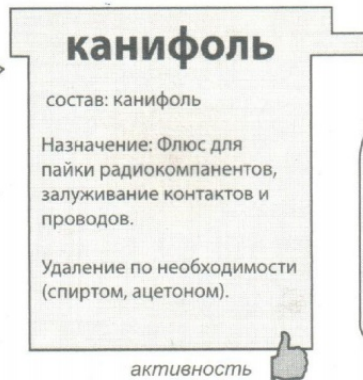 канифоль
состав: канифоль
Назначение: Флюс для
пайки радиокомпанентов,
залуживание контактов и
проводов.
Удаление по необходимости
(спиртом, ацетоном).
активность